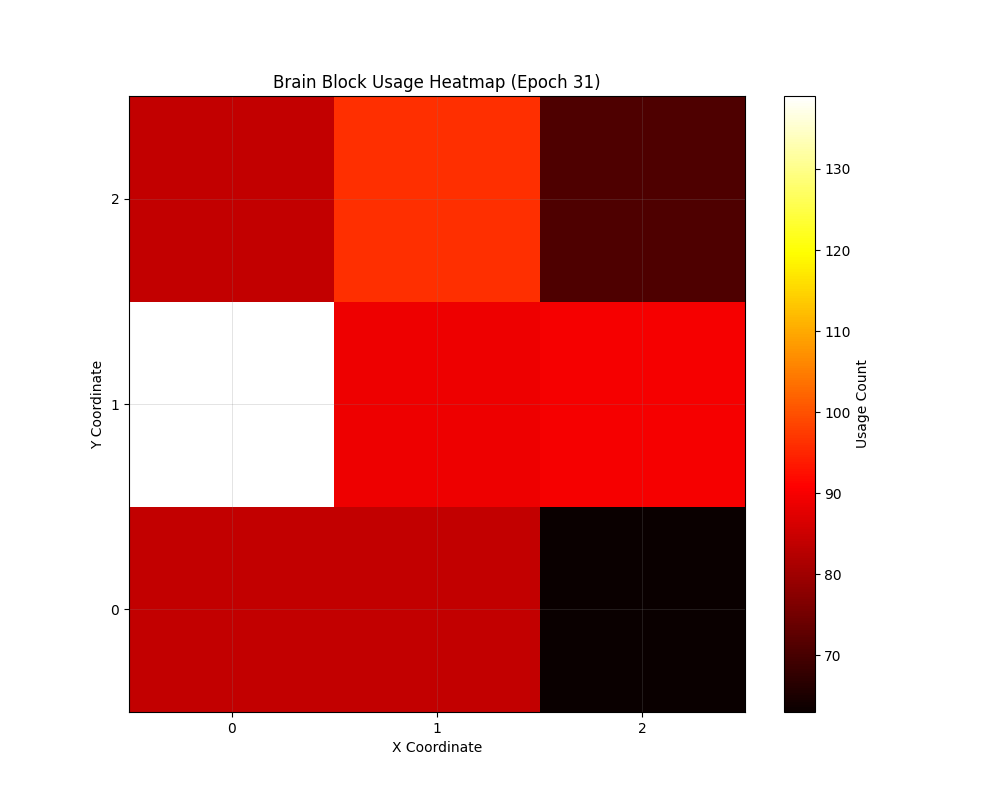 Brain Block Usage Heatmap (Epoch 31)
2
1
0
Y Coordinate
0 1 2
X Coordinate
130
120
110
100
90
80
70
Usage Count